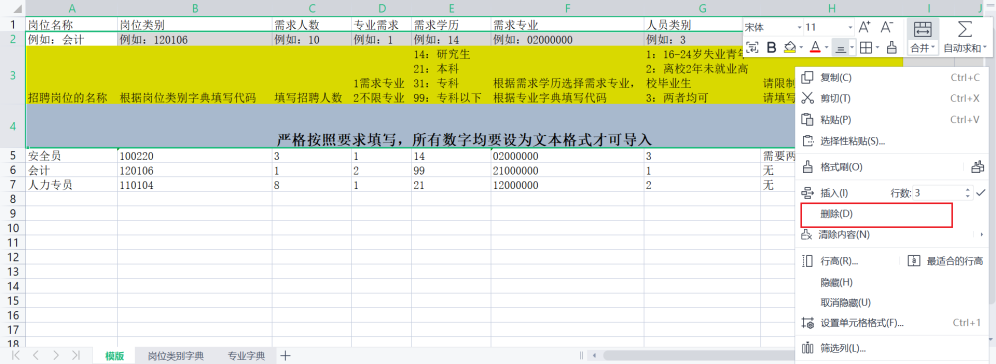 A B C D E F G H I J
1 岗位名称 岗位类别 需求人数 专业需求 需求学历 需求专业 人员类别
2 例如：会计 例如：120106 例如：10 例如：1 例如：14 例如：02000000 例如：3
14：研究生 1：16-24岁失业青年
21：本科 2：离校2年未就业高
3 1需求专业 31：专科 根据需求学历选择需求专业， 校毕业生 请限制
招聘岗位的名称 根据岗位类别字典填写代码 填写招聘人数 2不限专业 99：专科以下 根据专业字典填写代码 3：两者均可 请填写
4 严格按照要求填写，所有数字均要设为文本格式才可导入
5 安全员 100220 3 1 14 02000000 3 需要两
6 会计 120106 1 2 99 21000000 1 无
7 人力专员 110104 8 1 21 12000000 2 无
8
9
10
11
12
13
14
15
16
17
18
模版 岗位类别字典 专业字典
宋体 11 A+ A-
B A 合并 自动求和
复制(C) Ctrl+C
剪切(T) Ctrl+X
粘贴(P) Ctrl+V
选择性粘贴(S)...
格式刷(O)
插入(I) 行数: 3
删除(D)
清除内容(N)
行高(R)... 最适合的行高
隐藏(H)
取消隐藏(U)
设置单元格格式(F)... Ctrl+1
筛选列(L)...